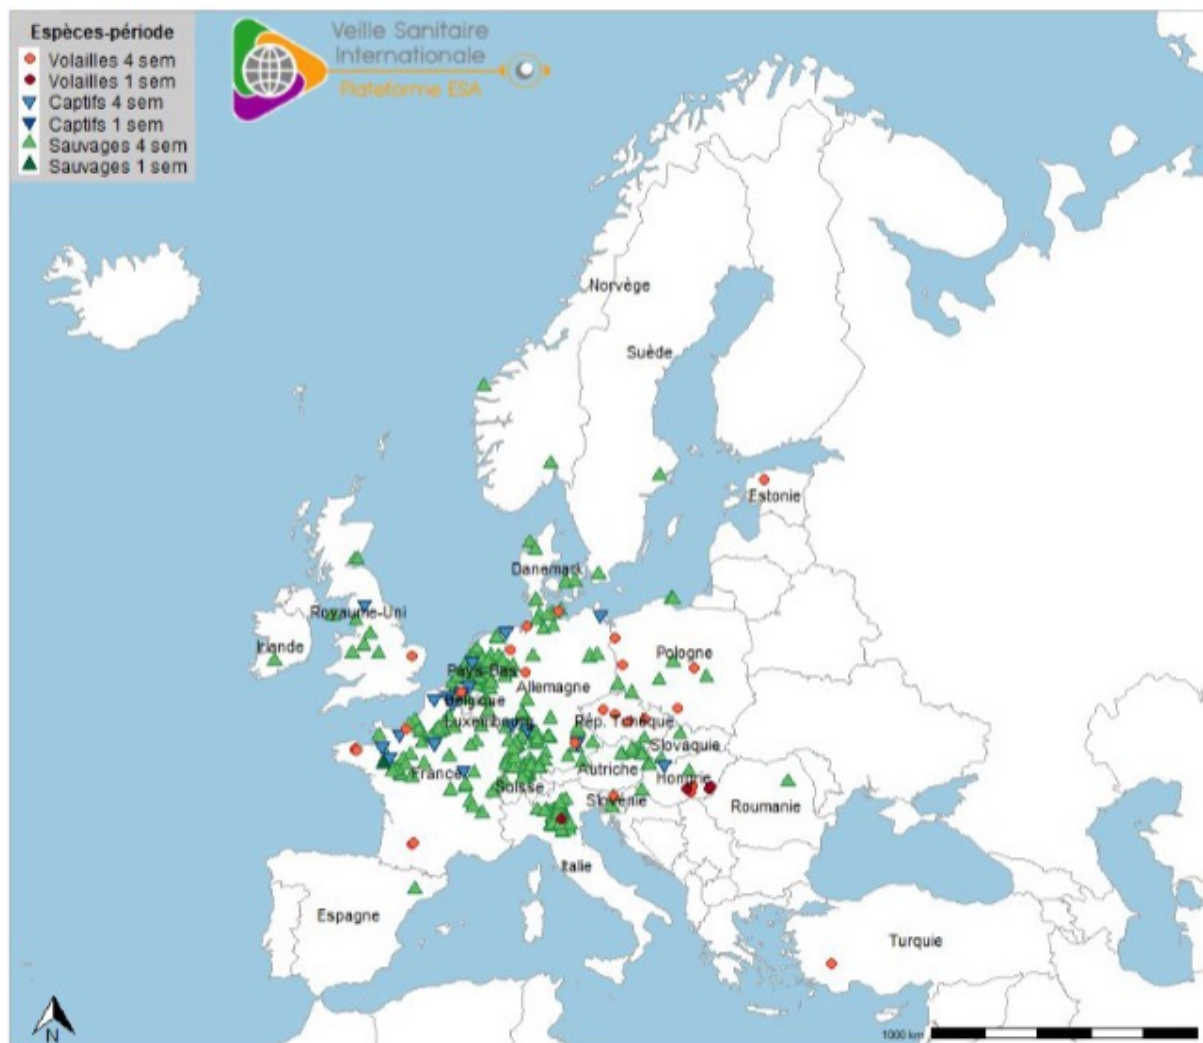 Espèces-période
Volailles 4 sem
Volailles 1 sem
Captifs 4 sem
Captifs 1 sem
Sauvages 4 sem
Sauvages 1 sem
Veille Sanitaire
Internationale
Plateforme ESA
Norvège
Suède
Estonie
Danemark
Royaume-Uni
Irlande
Pologne
Pays-Bas
Allemagne
Belgique
Luxembourg
Rép. Tchèque
Slovaquie
France
Autriche
Hongrie
Suisse
Slovénie
Roumanie
Italie
Espagne
Turquie
N
1000 km